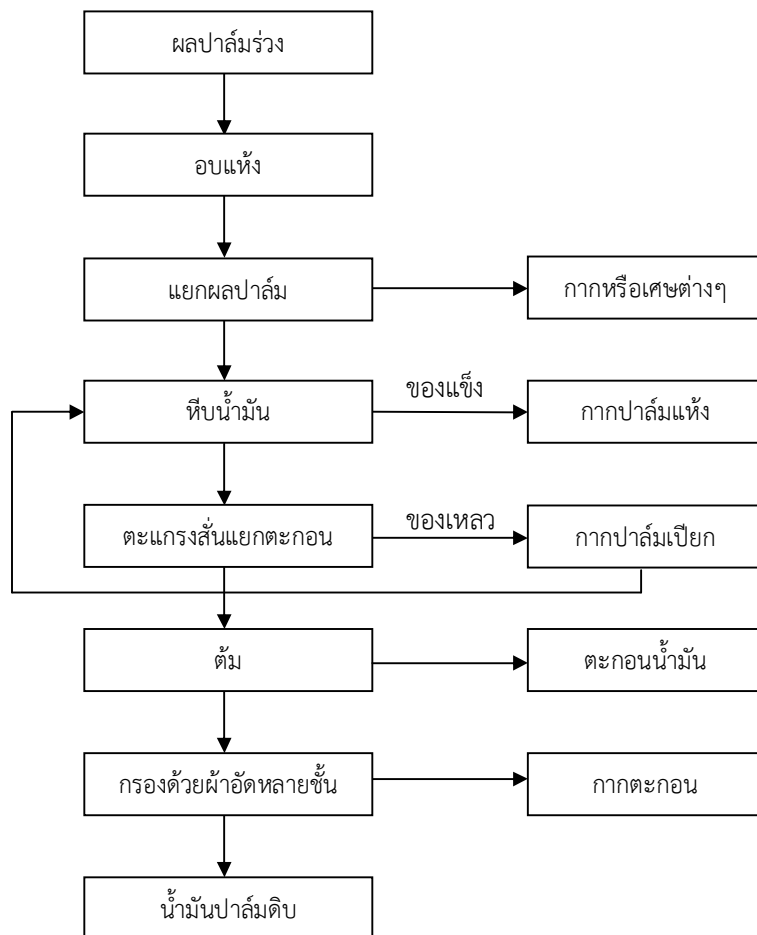 ผลปาล์มร่วง
อบแห้ง
แยกผลปาล์ม
กากหรือเศษต่างๆ
หีบน้ำมัน
ของแข็ง
กากปาล์มแห้ง
ตะแกรงสั่นแยกตะกอน
ของเหลว
กากปาล์มเปียก
ต้ม
ตะกอนน้ำมัน
กรองด้วยผ้าอัดหลายชั้น
กากตะกอน
น้ำมันปาล์มดิบ